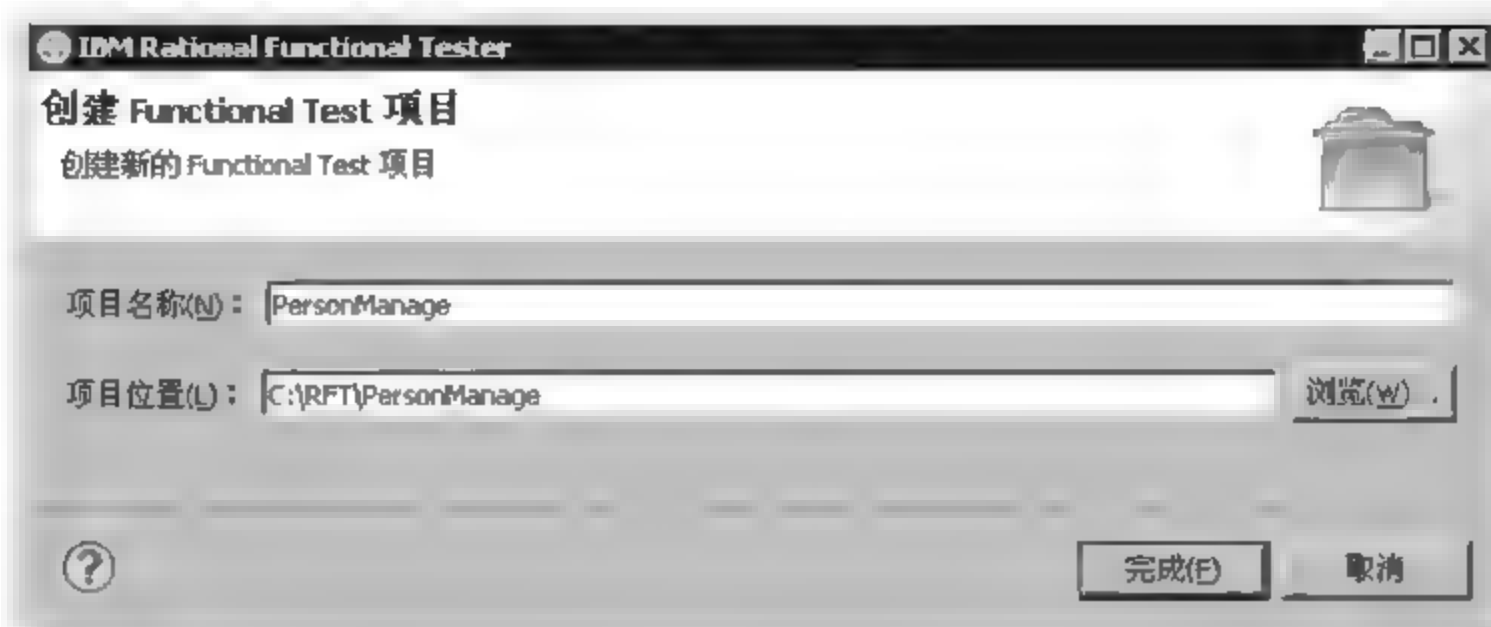 IBM Rational Functional Tester
创建 Functional Test 项目
创建新的 Functional Test 项目
项目名称(N)： PersonManage
项目位置(L)： C:\RFT\PersonManage 浏览(W) .
完成(F) 取消